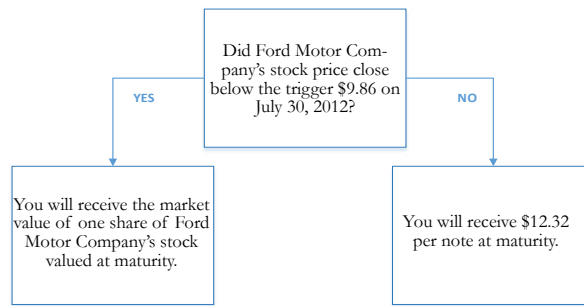 Did Ford Motor Com-
pany's stock price close
below the trigger $9.86 on
July 30, 2012?
YES
NO
You will receive the market
value of one share of Ford
Motor Company's stock
valued at maturity.
You will receive $12.32
per note at maturity.